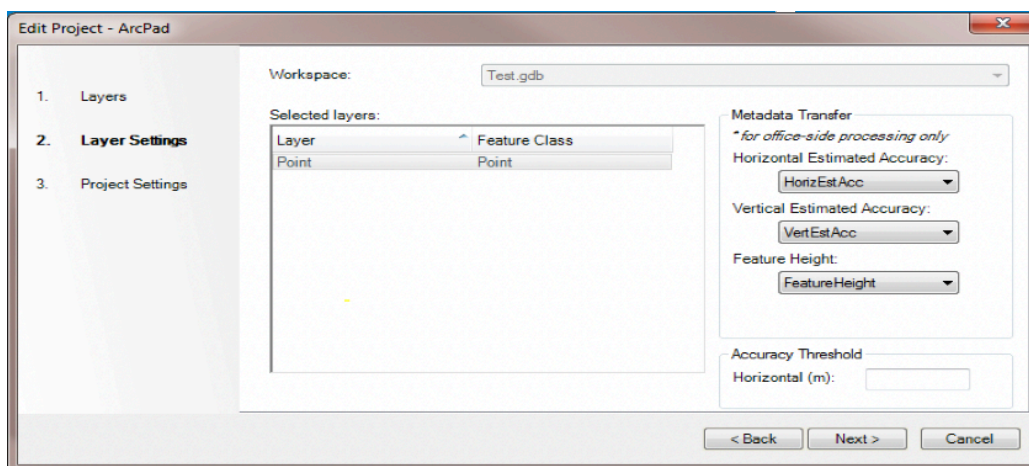 Edit Project - ArcPad
1. Layers
2. Layer Settings
3. Project Settings
Workspace: Test.gdb
Selected layers:
Layer Feature Class
Point Point
Metadata Transfer
*for office-side processing only
Horizontal Estimated Accuracy:
HorizEstAcc
Vertical Estimated Accuracy:
VertEstAcc
Feature Height:
FeatureHeight
Accuracy Threshold
Horizontal (m):
< Back Next > Cancel